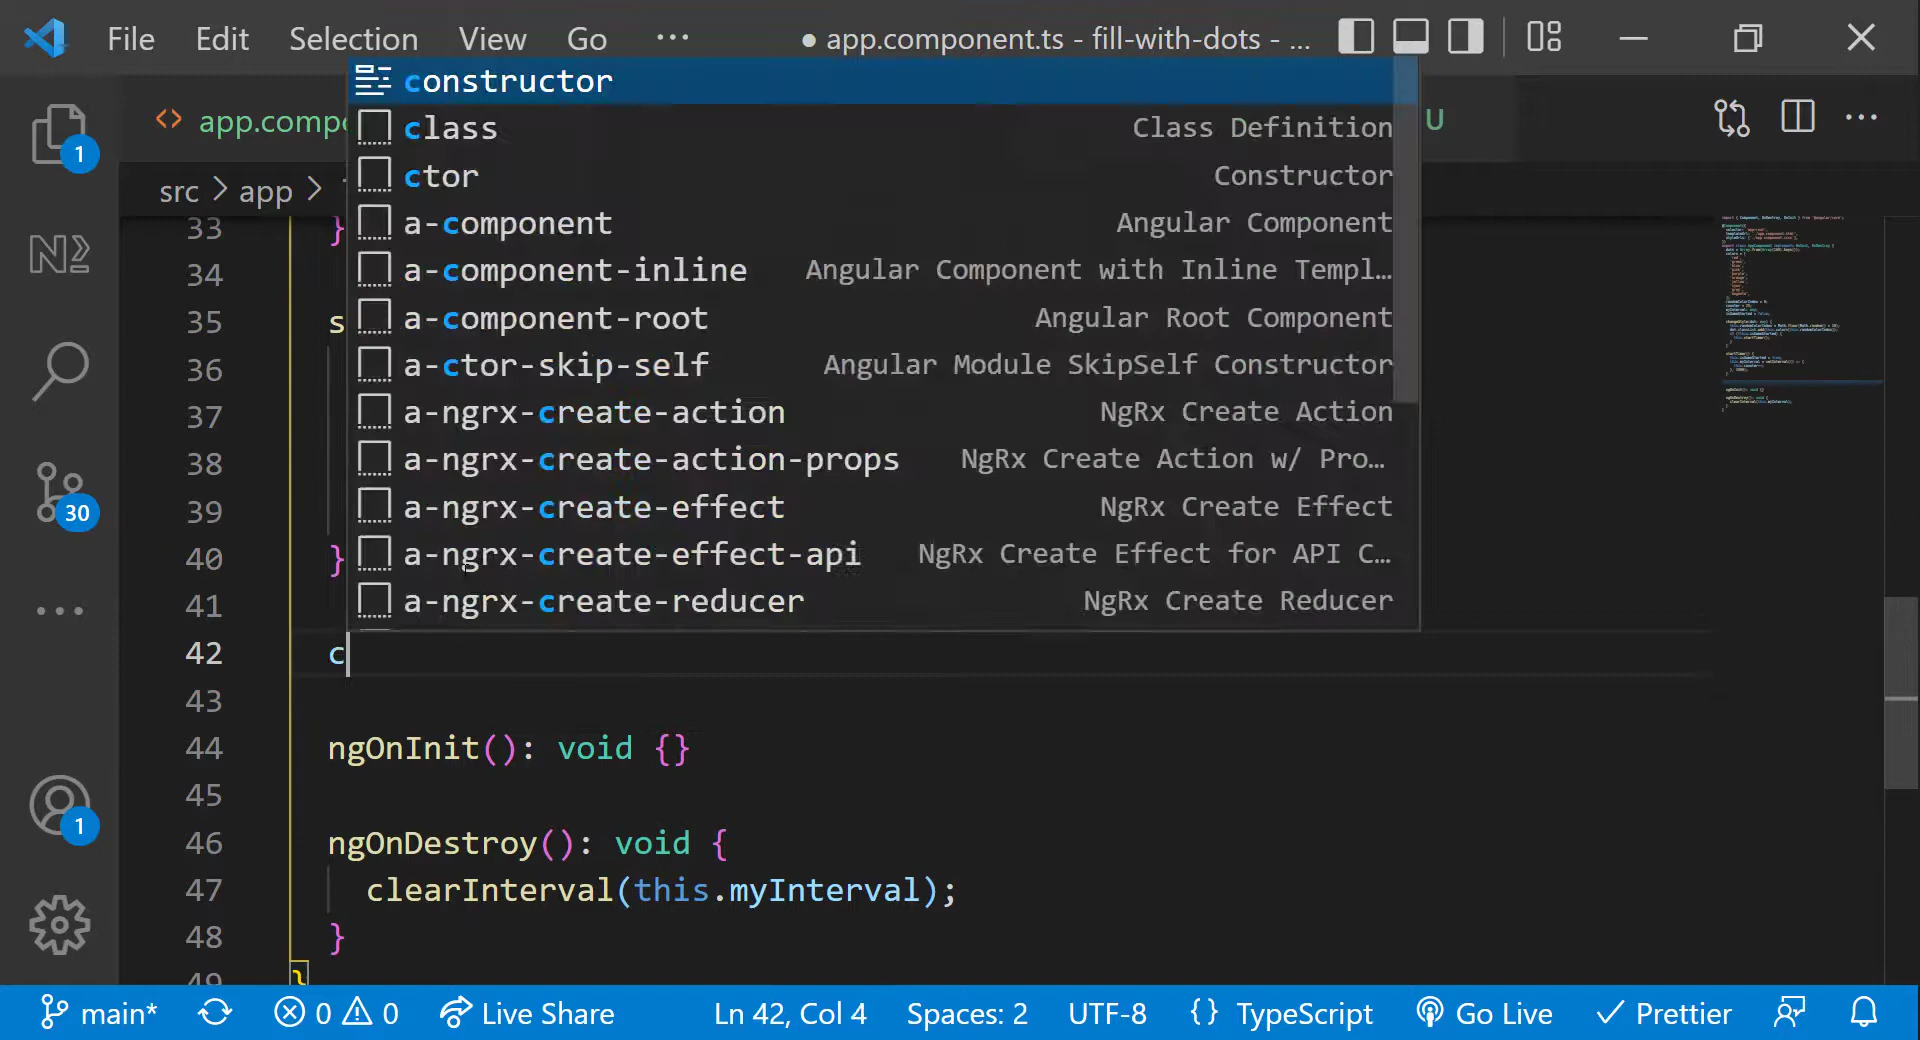 File Edit Selection View Go ... ● app.component.ts - fill-with-dots - ...
constructor
<> app.compo
class Class Definition
U
ctor Constructor
src > app >
a-component Angular Component
a-component-inline Angular Component with Inline Templ...
a-component-root Angular Root Component
a-ctor-skip-self Angular Module SkipSelf Constructor
a-ngrx-create-action NgRx Create Action
a-ngrx-create-action-props NgRx Create Action w/ Pro...
a-ngrx-create-effect NgRx Create Effect
a-ngrx-create-effect-api NgRx Create Effect for API C...
a-ngrx-create-reducer NgRx Create Reducer
1
30
1
33 }
34
35 s
36
37
38
39
40 }
41
42 c
43
44 ngOnInit(): void {}
45
46 ngOnDestroy(): void {
47 clearInterval(this.myInterval);
48 }
49 }
main* 0 0 Live Share Ln 42, Col 4 Spaces: 2 UTF-8 {} TypeScript Go Live Prettier